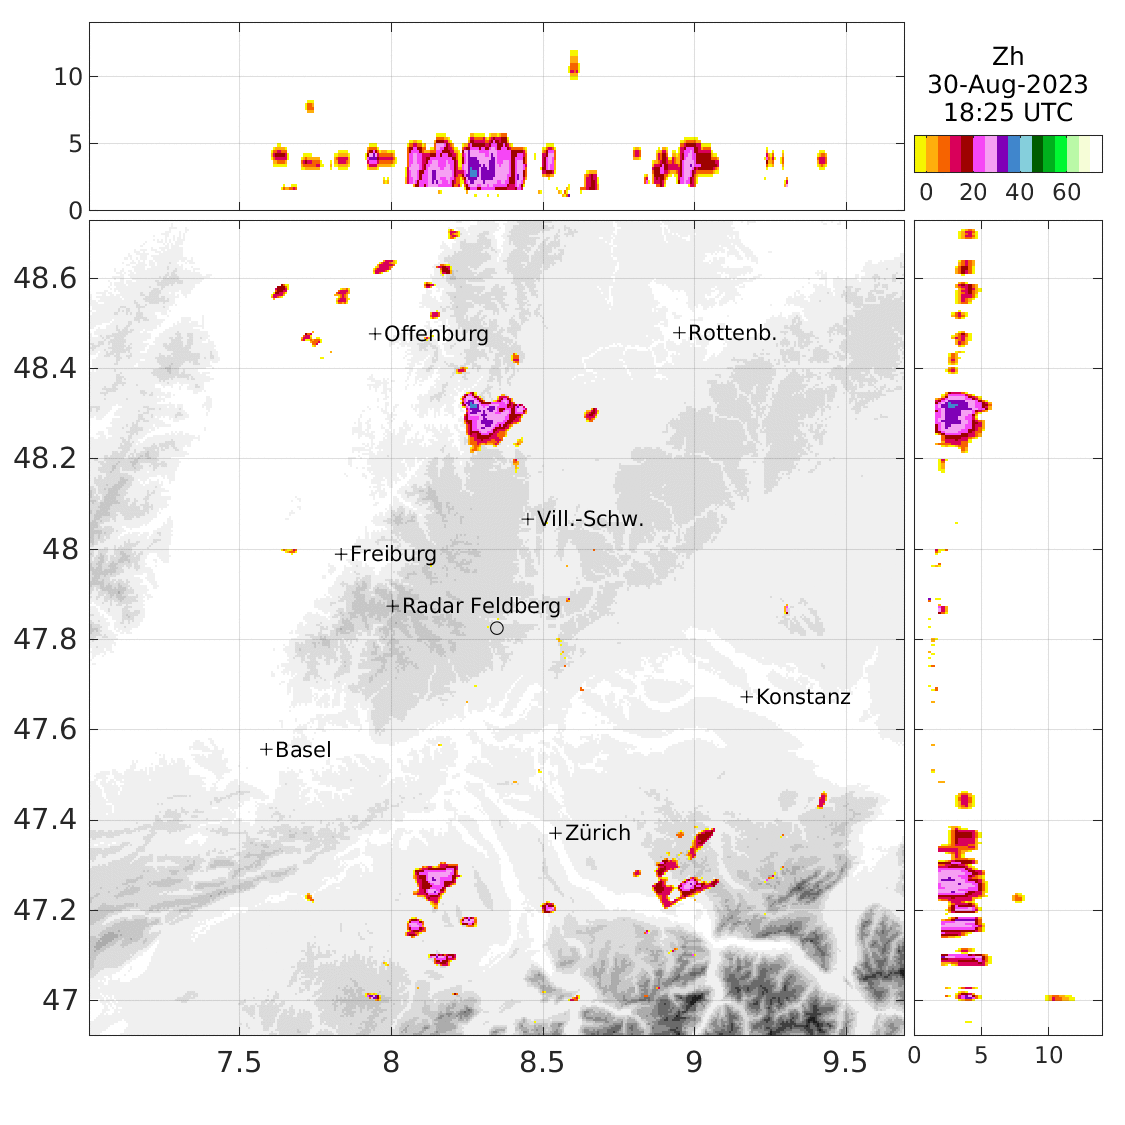 10
5
0
Zh
30-Aug-2023
18:25 UTC
0 20 40 60
48.6
48.4
48.2
48
47.8
47.6
47.4
47.2
47
+Offenburg
+Rottenb.
+Vill.-Schw.
+Freiburg
+Radar Feldberg
+Konstanz
+Basel
+Zürich
7.5 8 8.5 9 9.5
0 5 10